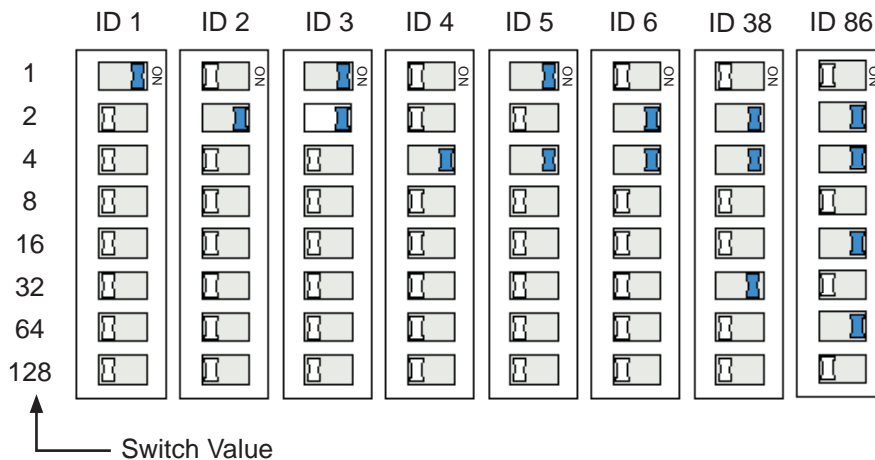 ID 1 ID 2 ID 3 ID 4 ID 5 ID 6 ID 38 ID 86
1 ON ON ON ON ON ON ON ON
2
4
8
16
32
64
128
Switch Value